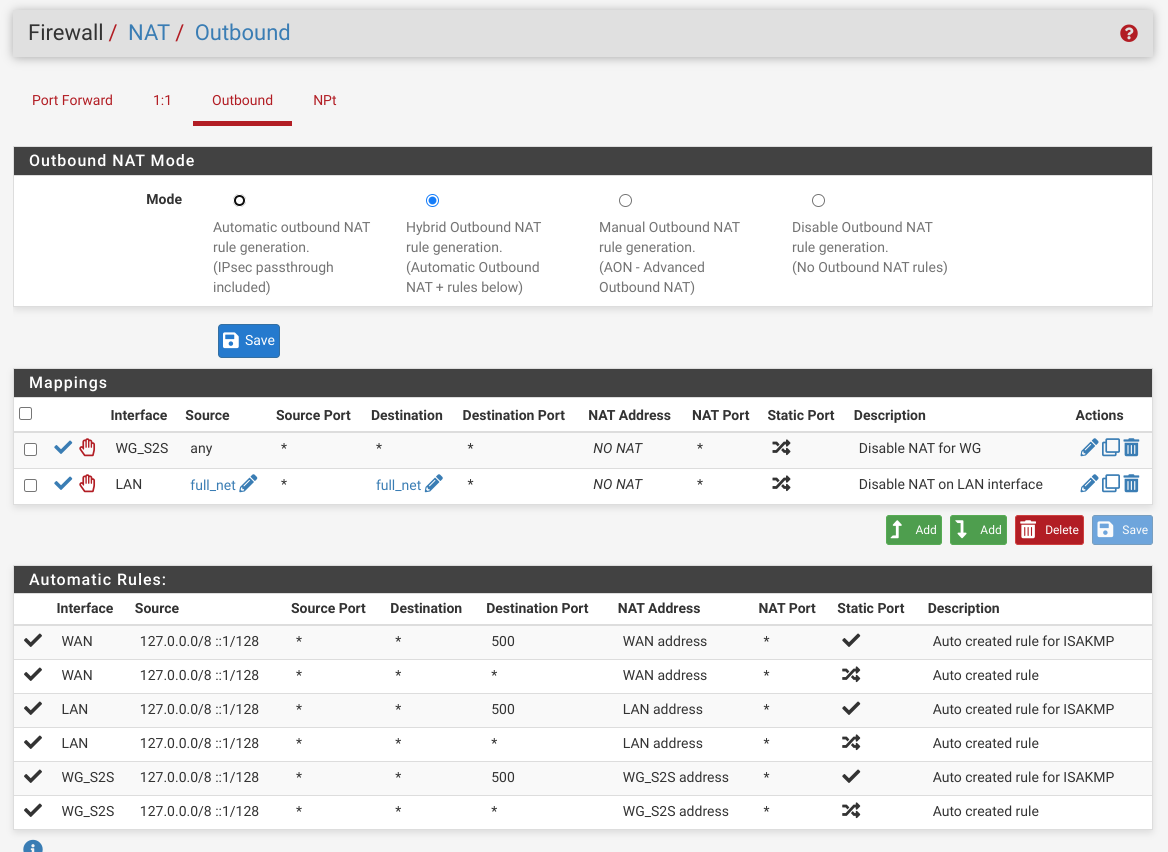 Firewall / NAT / Outbound
Port Forward 1:1 Outbound NPt
Outbound NAT Mode
Mode
Automatic outbound NAT
rule generation.
(IPsec passthrough
included)
Hybrid Outbound NAT
rule generation.
(Automatic Outbound
NAT + rules below)
Manual Outbound NAT
rule generation.
(AON - Advanced
Outbound NAT)
Disable Outbound NAT
rule generation.
(No Outbound NAT rules)
Save
Mappings
Interface Source Source Port Destination Destination Port NAT Address NAT Port Static Port Description Actions
WG_S2S any * * * NO NAT * Disable NAT for WG
LAN full_net * full_net * NO NAT * Disable NAT on LAN interface
Add Add Delete Save
Automatic Rules:
Interface Source Source Port Destination Destination Port NAT Address NAT Port Static Port Description
WAN 127.0.0.0/8 ::1/128 * * 500 WAN address * Auto created rule for ISAKMP
WAN 127.0.0.0/8 ::1/128 * * * WAN address * Auto created rule
LAN 127.0.0.0/8 ::1/128 * * 500 LAN address * Auto created rule for ISAKMP
LAN 127.0.0.0/8 ::1/128 * * * LAN address * Auto created rule
WG_S2S 127.0.0.0/8 ::1/128 * * 500 WG_S2S address * Auto created rule for ISAKMP
WG_S2S 127.0.0.0/8 ::1/128 * * * WG_S2S address * Auto created rule